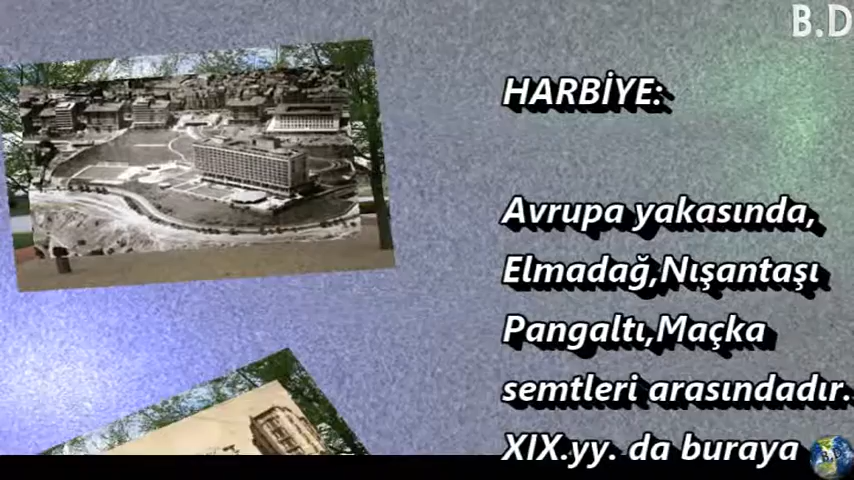 B.D
HARBİYE:
Avrupa yakasında,
Elmadağ,Nışantaşı
Pangaltı,Maçka
semtleri arasındadır.
XIX.yy. da buraya
B.D